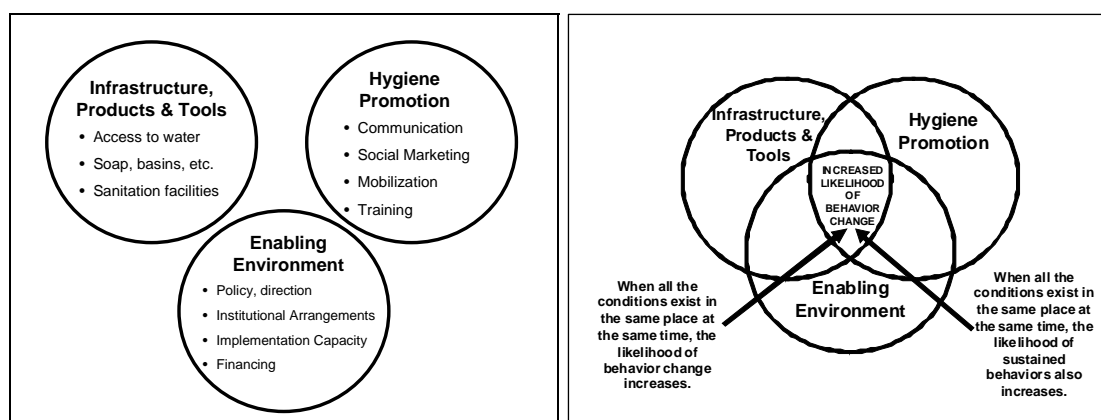 Infrastructure,
Products & Tools
• Access to water
• Soap, basins, etc.
• Sanitation facilities
Hygiene
Promotion
• Communication
• Social Marketing
• Mobilization
• Training
Enabling
Environment
• Policy, direction
• Institutional Arrangements
• Implementation Capacity
• Financing
Infrastructure,
Products &
Tools
Hygiene
Promotion
INCREASED
LIKELIHOOD
OF
BEHAVIOR
CHANGE
Enabling
Environment
When all the
conditions exist in
the same place at
the same time, the
likelihood of
behavior change
increases.
When all the
conditions exist in
the same place at
the same time, the
likelihood of
sustained
behaviors also
increases.